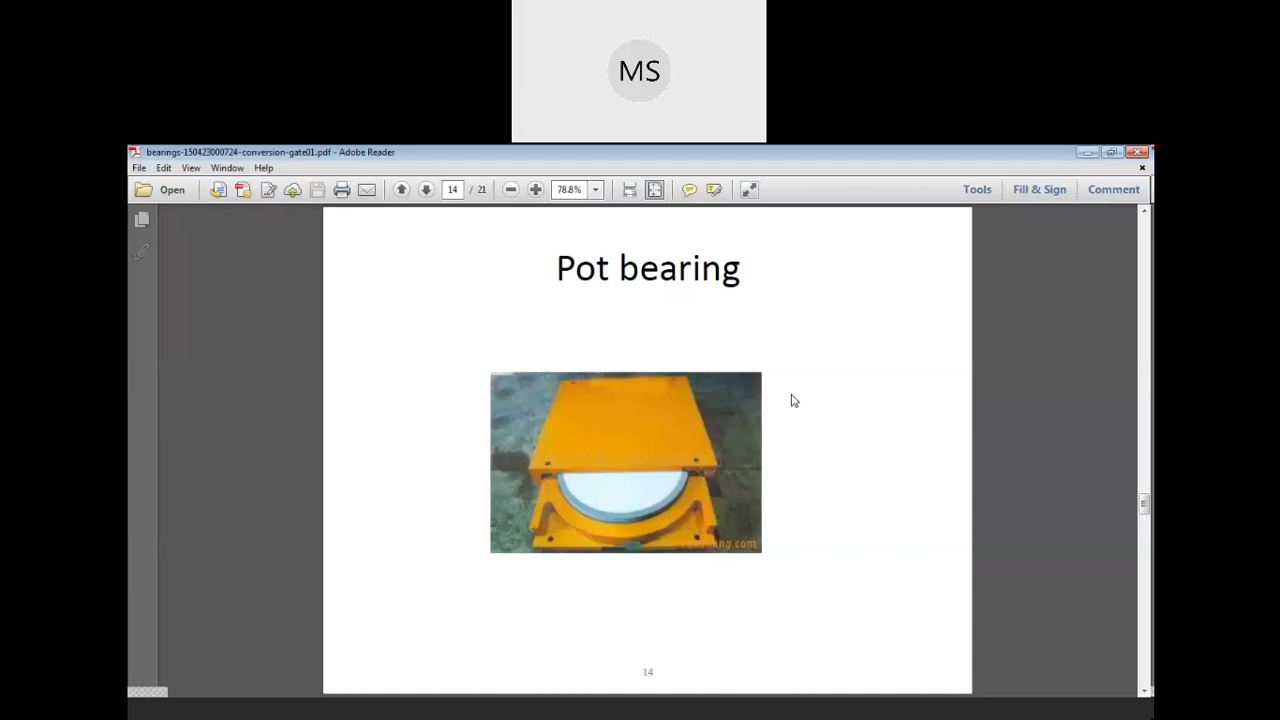 MS
bearings-150423000724-conversion-gate01.pdf - Adobe Reader
File Edit View Window Help
Open 14 / 21 78.8% Tools Fill & Sign Comment
Pot bearing
14